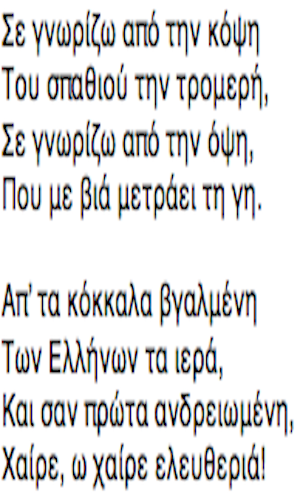 Σε γνωρίζω από την κόψη
Του σπαθιού την τρομερή,
Σε γνωρίζω από την όψη,
Που με βιά μετράει τη γη.

Απ' τα κόκκαλα βγαλμένη
Των Ελλήνων τα ιερά,
Και σαν πρώτα ανδρειωμένη,
Χαίρε, ω χαίρε ελευθεριά!